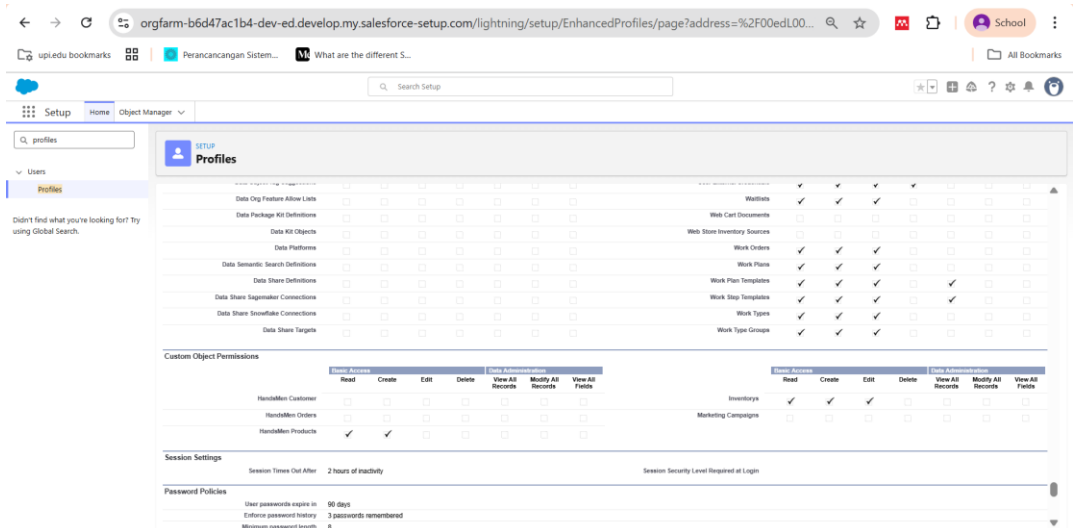 orgfarm-b6d47ac1b4-dev-ed.develop.my.salesforce-setup.com/lightning/setup/EnhancedProfiles/page?address=%2F00edL00...
School
upi.edu bookmarks
Perancancangan Sistem...
What are the different S...
All Bookmarks
Search Setup
Setup
Home
Object Manager
profiles
SETUP
Profiles
Users
Profiles
Didn't find what you're looking for? Try
using Global Search.
Data Org Feature Allow Lists
Waitlists
Data Package Kit Definitions
Web Cart Documents
Data Kit Objects
Web Store Inventory Sources
Data Platforms
Work Orders
Data Semantic Search Definitions
Work Plans
Data Share Definitions
Work Plan Templates
Data Share Sagemaker Connections
Work Step Templates
Data Share Snowflake Connections
Work Types
Data Share Targets
Work Type Groups
Custom Object Permissions
Basic Access Data Administration Basic Access Data Administration
Read Create Edit Delete View All Records Modify All Records View All Fields Read Create Edit Delete View All Records Modify All Records View All Fields
HandsMen Customer
Inventorys
HandsMen Orders
Marketing Campaigns
HandsMen Products
Session Settings
Session Times Out After 2 hours of inactivity Session Security Level Required at Login
Password Policies
User passwords expire in 90 days
Enforce password history 3 passwords remembered
Minimum password length 8